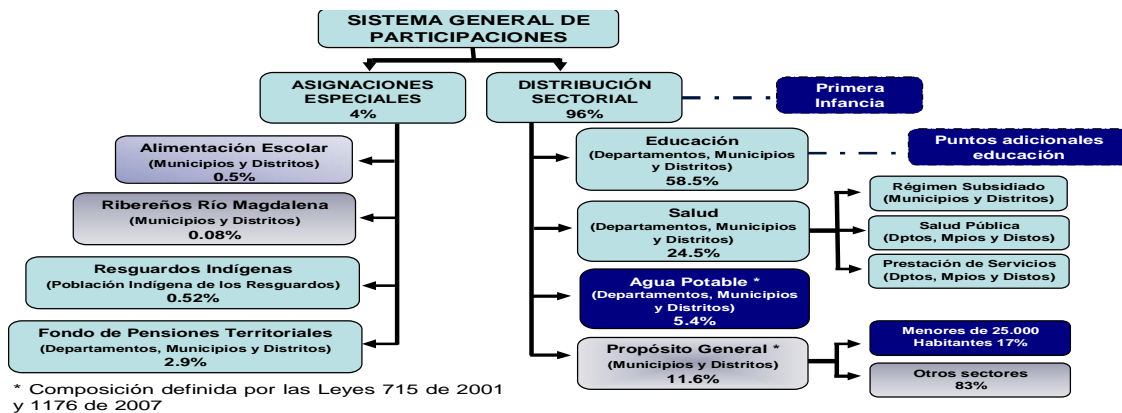 SISTEMA GENERAL DE
PARTICIPACIONES
ASIGNACIONES
ESPECIALES
4%
Alimentación Escolar
(Municipios y Distritos)
0.5%
Ribereños Río Magdalena
(Municipios y Distritos)
0.08%
Resguardos Indígenas
(Población Indígena de los Resguardos)
0.52%
Fondo de Pensiones Territoriales
(Departamentos, Municipios y Distritos)
2.9%
DISTRIBUCIÓN
SECTORIAL
96%
Primera
Infancia
Educación
(Departamentos, Municipios
y Distritos)
58.5%
Puntos adicionales
educación
Salud
(Departamentos, Municipios
y Distritos)
24.5%
Régimen Subsidiado
(Municipios y Distritos)
Salud Pública
(Dptos, Mpios y Distos)
Prestación de Servicios
(Dptos, Mpios y Distos)
Agua Potable *
(Departamentos, Municipios
y Distritos)
5.4%
Propósito General *
(Municipios y Distritos)
11.6%
Menores de 25.000
Habitantes 17%
Otros sectores
83%
* Composición definida por las Leyes 715 de 2001
y 1176 de 2007